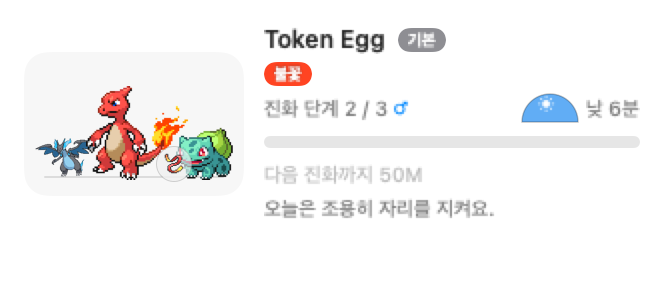 Token Egg 기본
불꽃
진화 단계 2 / 3 ♂ 낮 6분
다음 진화까지 50M
오늘은 조용히 자리를 지켜요.